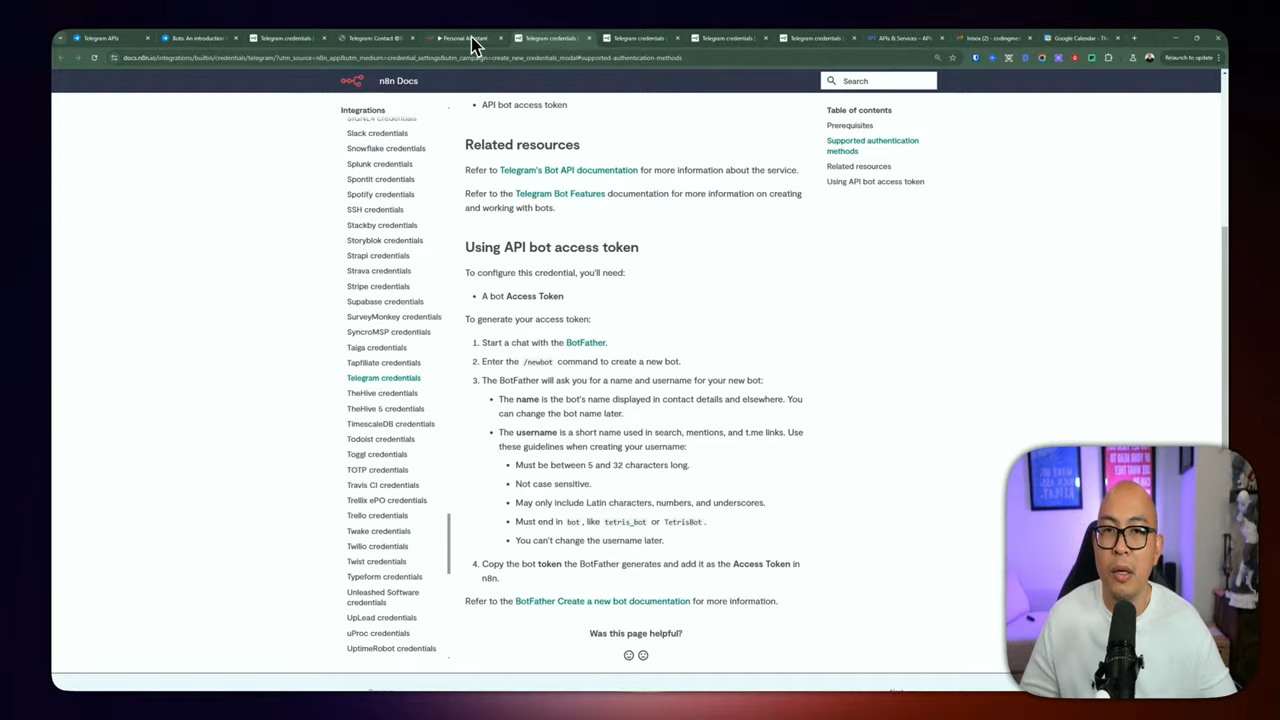 Telegram APIs
Bots: An introduction
Telegram credentials
Telegram Contact @B
Personal Assistant
Telegram credentials
Telegram credentials
Telegram credentials
Telegram credentials
APIs & Services – APIs
Inbox (2) - codingme
Google Calendar - Th
docs.n8n.io/integrations/builtin/credentials/telegram/?utm_source=n8n_app&utm_medium=credential_settings&utm_campaign=create_new_credentials_modal#supported-authentication-methods
Relaunch to update
n8n Docs
Search
Integrations
SIGNL4 credentials
Slack credentials
Snowflake credentials
Splunk credentials
Spontit credentials
Spotify credentials
SSH credentials
Stackby credentials
Storyblok credentials
Strapi credentials
Strava credentials
Stripe credentials
Supabase credentials
SurveyMonkey credentials
SyncroMSP credentials
Taiga credentials
Tapfiliate credentials
Telegram credentials
TheHive credentials
TheHive 5 credentials
TimescaleDB credentials
Todoist credentials
Toggl credentials
TOTP credentials
Travis CI credentials
Trellix ePO credentials
Trello credentials
Twake credentials
Twilio credentials
Twist credentials
Typeform credentials
Unleashed Software
credentials
UpLead credentials
uProc credentials
UptimeRobot credentials
• API bot access token
Related resources
Refer to Telegram's Bot API documentation for more information about the service.
Refer to the Telegram Bot Features documentation for more information on creating
and working with bots.
Using API bot access token
To configure this credential, you'll need:
• A bot Access Token
To generate your access token:
1. Start a chat with the BotFather.
2. Enter the /newbot command to create a new bot.
3. The BotFather will ask you for a name and username for your new bot:
• The name is the bot's name displayed in contact details and elsewhere. You
can change the bot name later.
• The username is a short name used in search, mentions, and t.me links. Use
these guidelines when creating your username:
• Must be between 5 and 32 characters long.
• Not case sensitive.
• May only include Latin characters, numbers, and underscores.
• Must end in bot, like tetris_bot or TetrisBot.
• You can't change the username later.
4. Copy the bot token the BotFather generates and add it as the Access Token in
n8n.
Refer to the BotFather Create a new bot documentation for more information.
Was this page helpful?
Table of contents
Prerequisites
Supported authentication
methods
Related resources
Using API bot access token